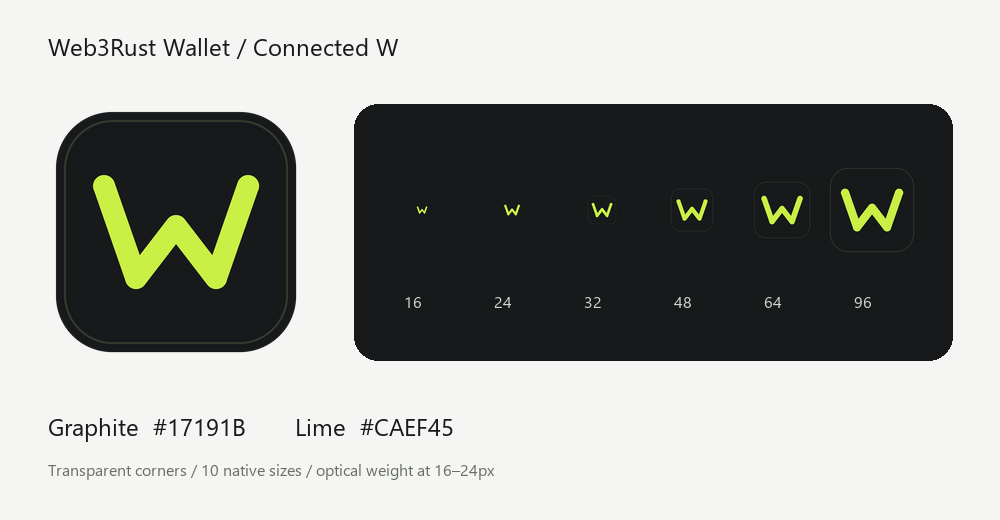 Web3Rust Wallet / Connected W
W
W W W W W W
16 24 32 48 64 96
Graphite #17191B Lime #CAEF45
Transparent corners / 10 native sizes / optical weight at 16–24px